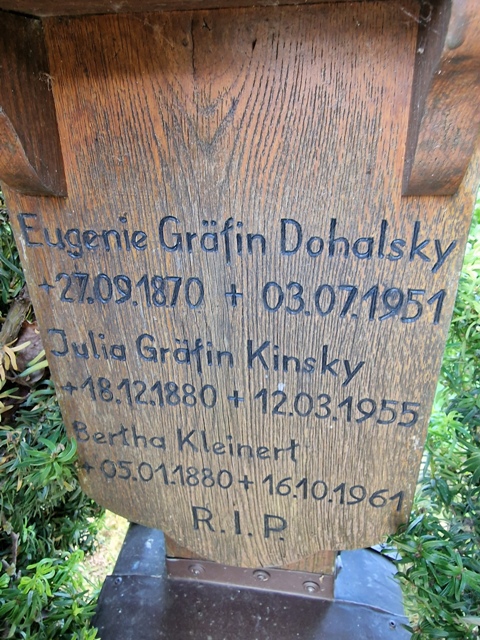 Eugenie Gräfin Dohalsky
+27.09.1870 + 03.07.1951
Julia Gräfin Kinsky
+18.12.1880 + 12.03.1955
Bertha Kleinert
+05.01.1880 + 16.10.1961
R.I.P.